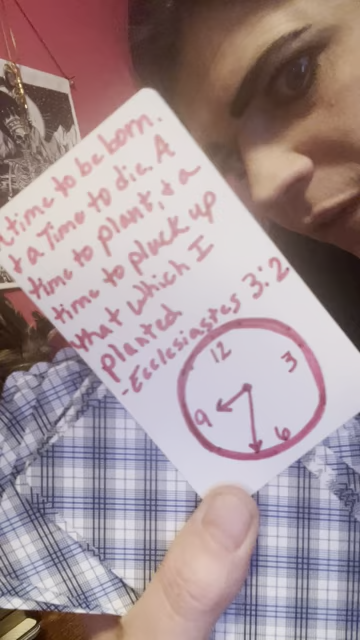 A time to be born.
& a Time to die. A
time to plant, & a
time to pluck up
that which I
planted
-Ecclesiastes 3:2
12
3
9
6